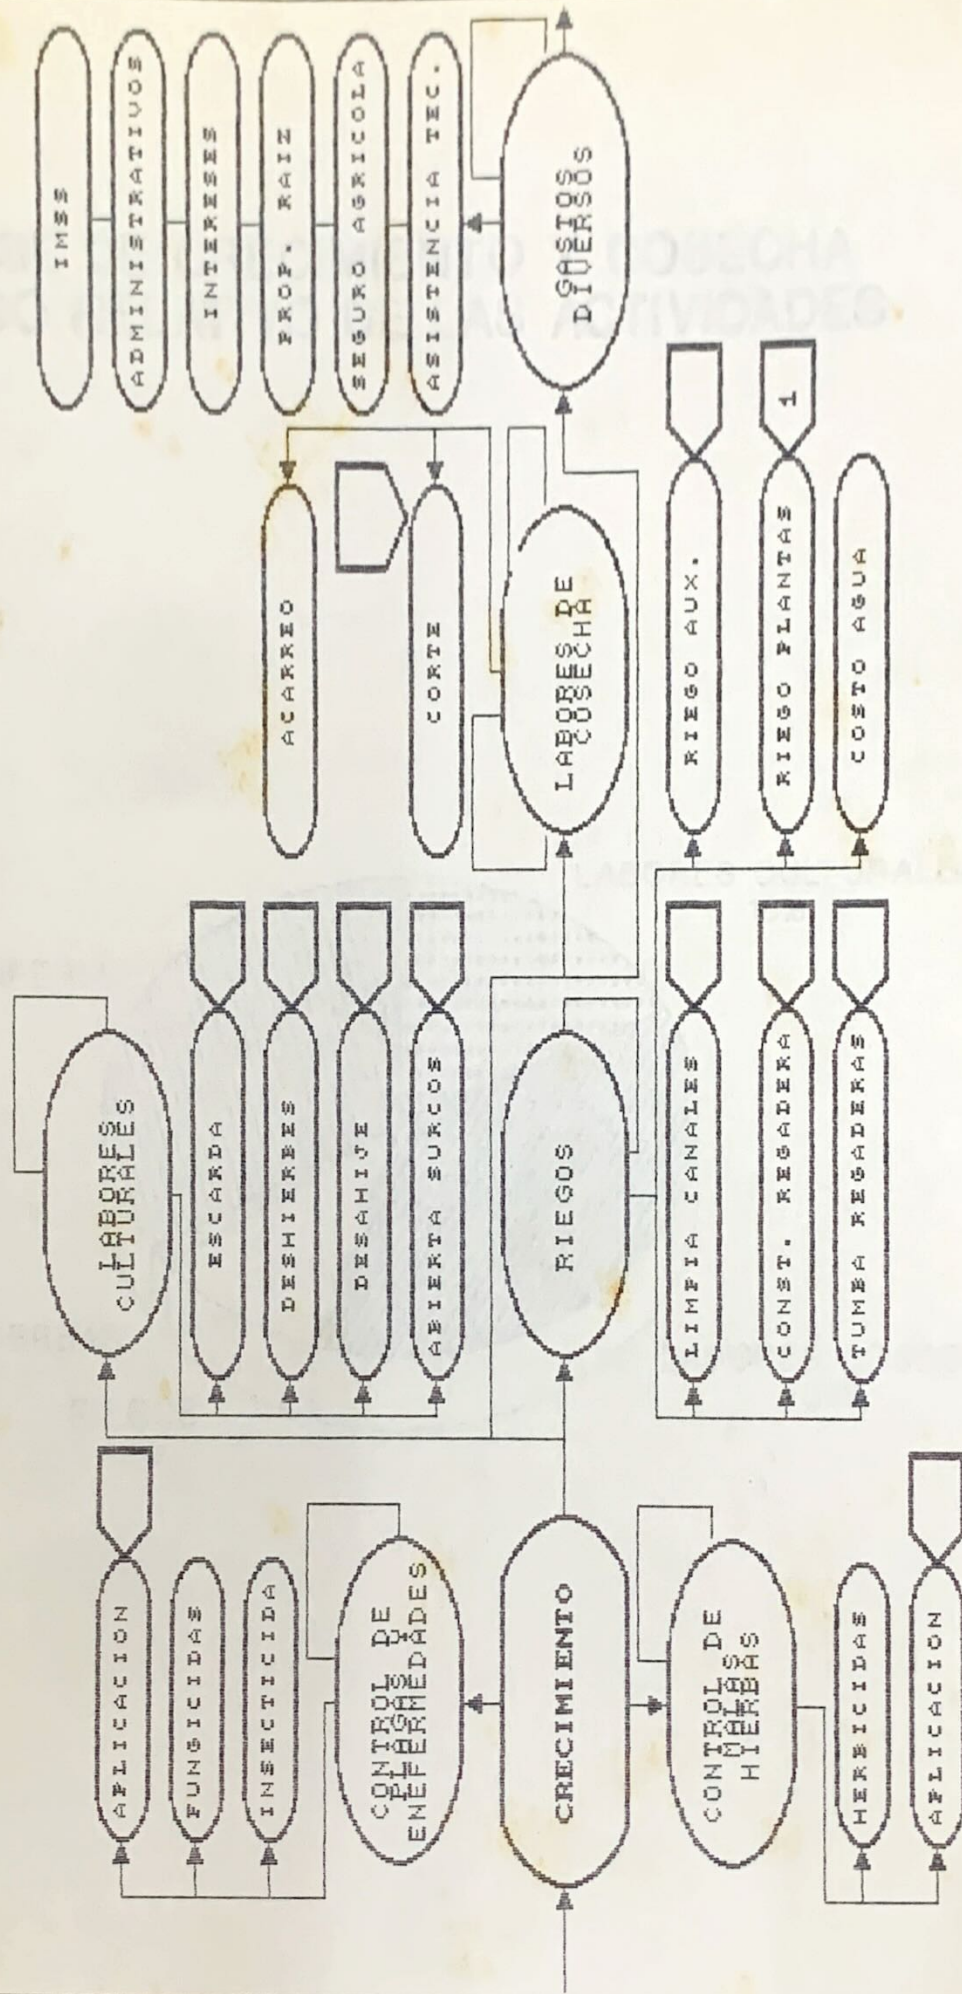 IMSS
ADMINISTRATIVOS
INTERESES
PROP. RAIZ
SEGURO AGRICOLA
ASISTENCIA TEC.
GASTOS
DIVERSOS
ACARREO
CORTE
LABORES DE
COSECHA
RIEGO AUX.
RIEGO PLANTAS
1
COSTO AGUA
LABORES
CULTURALES
ESCARDA
DESHIERBES
DESAHIJE
ABIERTA SURCOS
RIEGOS
LIMPIA CANALES
CONST. REGADERA
TUMBA REGADERAS
APLICACION
FUNGICIDAS
INSECTICIDA
CONTROL DE
PLAGAS Y
ENEFERMEDADES
CRECIMIENTO
CONTROL DE
MALAS
HIERBAS
HERBICIDAS
APLICACION